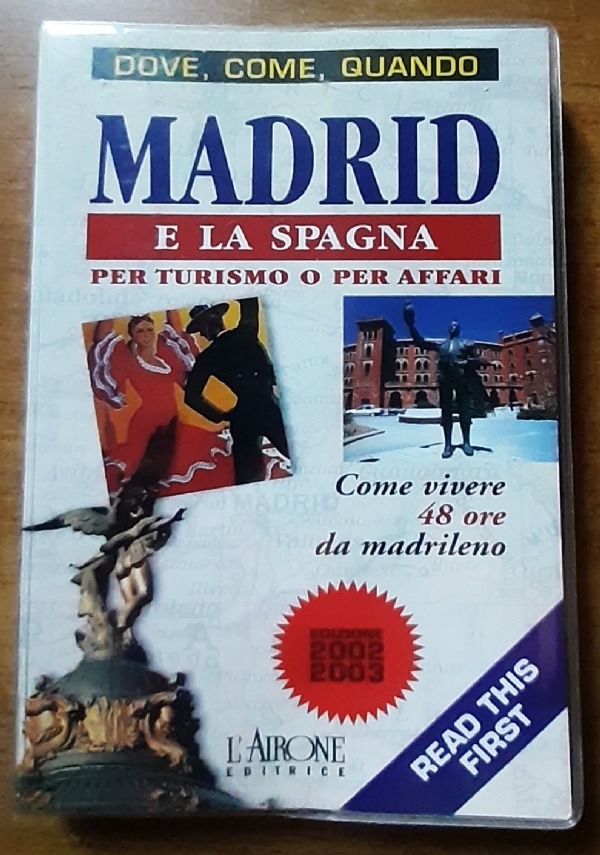 DOVE, COME, QUANDO
MADRID
E LA SPAGNA
PER TURISMO O PER AFFARI
Come vivere
48 ore
da madrileno
MADRID
EDIZIONE
2002
2003
READ THIS
FIRST
L'AIRONE
EDITRICE